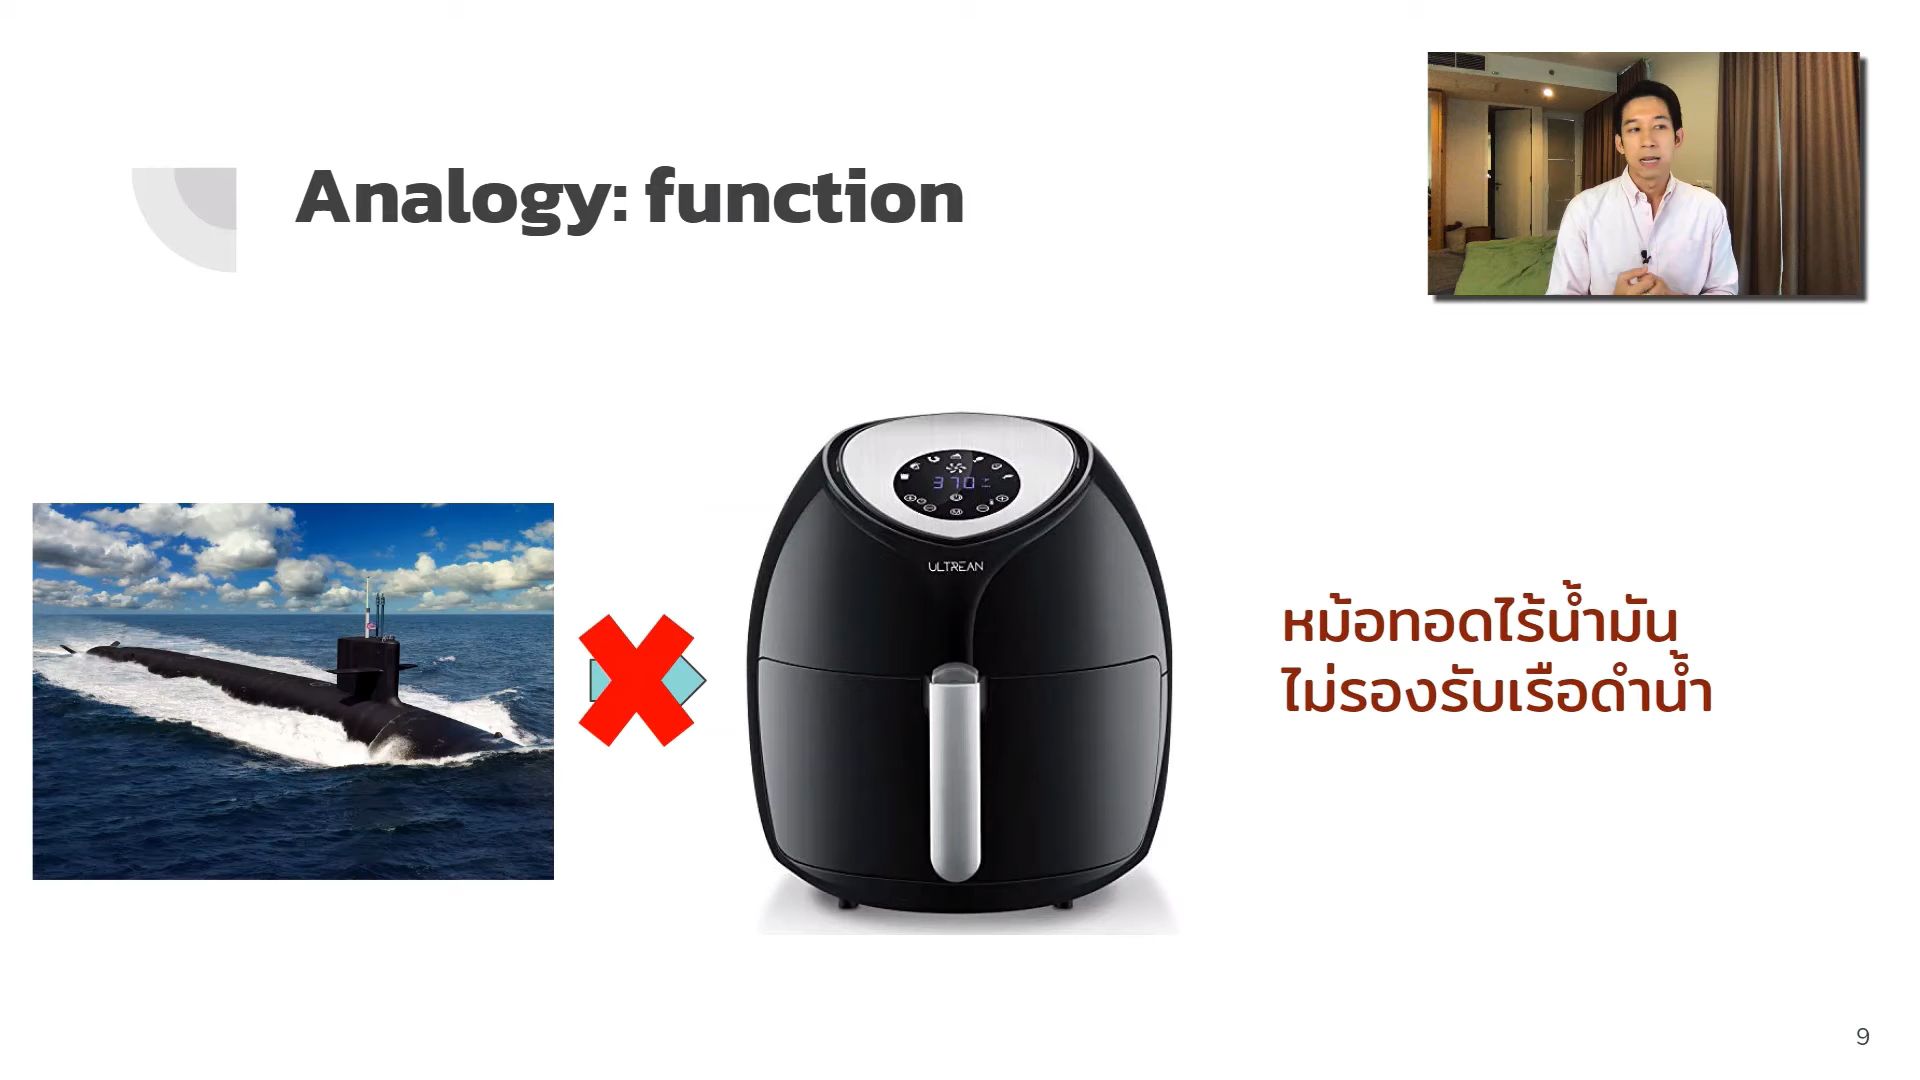 Analogy: function
370
ULTREAN
หม้อทอดไร้น้ำมัน
ไม่รองรับเรือดำน้ำ
9